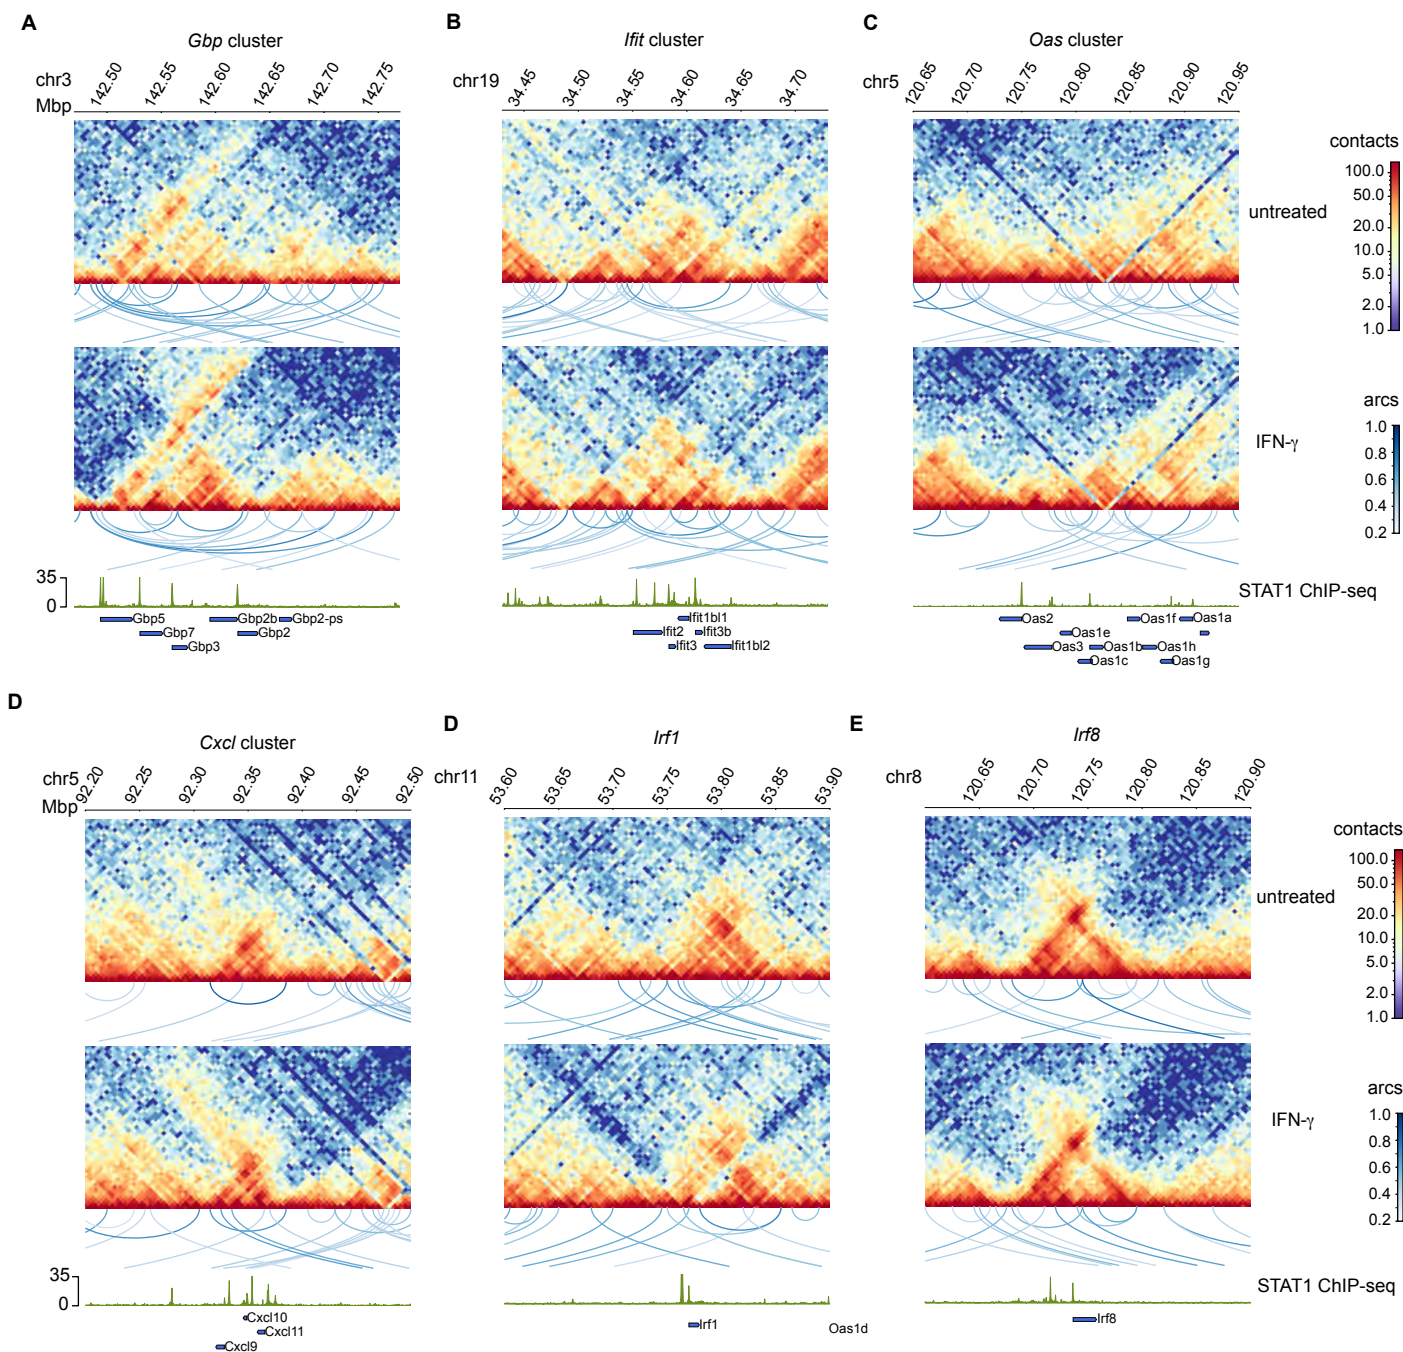 A
Gbp cluster
chr3
Mbp
142.50
142.55
142.60
142.65
142.70
142.75
B
Ifit cluster
chr19
34.45
34.50
34.55
34.60
34.65
34.70
C
Oas cluster
chr5
120.65
120.70
120.75
120.80
120.85
120.90
120.95
contacts
100.0
50.0
20.0
10.0
5.0
2.0
1.0
untreated
IFN-γ
arcs
1.0
0.8
0.6
0.4
0.2
35
0
STAT1 ChIP-seq
Gbp5
Gbp2b
Gbp2-ps
Gbp7
Gbp2
Gbp3
Ifit1bl1
Ifit2
Ifit3b
Ifit3
Ifit1bl2
Oas2
Oas1f
Oas1a
Oas1e
Oas3
Oas1b
Oas1h
Oas1c
Oas1g
D
Cxcl cluster
chr5
Mbp
92.20
92.25
92.30
92.35
92.40
92.45
92.50
D
Irf1
chr11
53.60
53.65
53.70
53.75
53.80
53.85
53.90
E
Irf8
chr8
120.65
120.70
120.75
120.80
120.85
120.90
contacts
100.0
50.0
20.0
10.0
5.0
2.0
1.0
untreated
IFN-γ
arcs
1.0
0.8
0.6
0.4
0.2
35
0
STAT1 ChIP-seq
Cxcl10
Cxcl11
Cxcl9
Irf1
Oas1d
Irf8